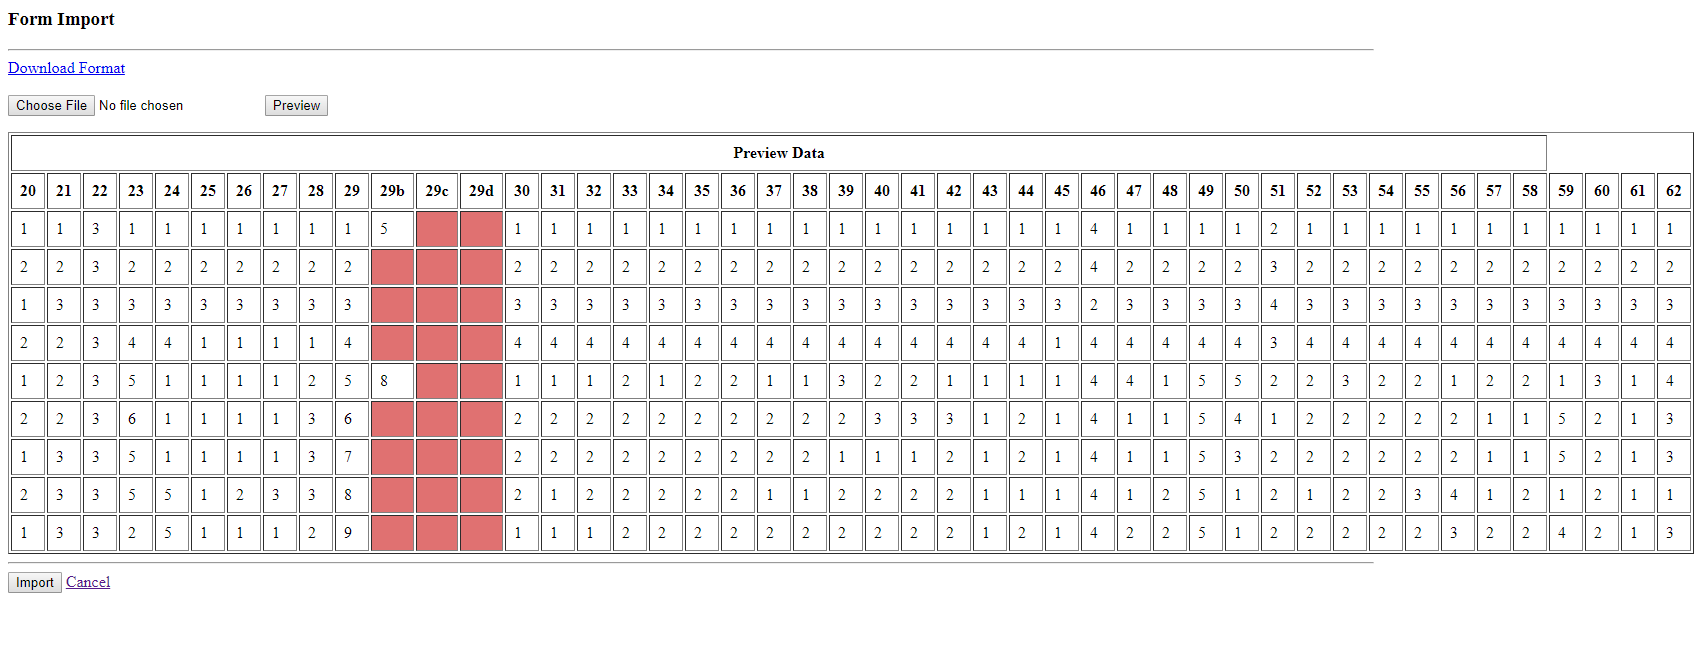 Form Import
Download Format
Choose File No file chosen Preview
Preview Data
20 21 22 23 24 25 26 27 28 29 29b 29c 29d 30 31 32 33 34 35 36 37 38 39 40 41 42 43 44 45 46 47 48 49 50 51 52 53 54 55 56 57 58 59 60 61 62
1 1 3 1 1 1 1 1 1 1 5 1 1 1 1 1 1 1 1 1 1 1 1 1 1 1 1 4 1 1 1 1 2 1 1 1 1 1 1 1 1 1 1 1
2 2 3 2 2 2 2 2 2 2 2 2 2 2 2 2 2 2 2 2 2 2 2 2 2 2 4 2 2 2 2 3 2 2 2 2 2 2 2 2 2 2 2
1 3 3 3 3 3 3 3 3 3 3 3 3 3 3 3 3 3 3 3 3 3 3 3 3 3 2 3 3 3 3 4 3 3 3 3 3 3 3 3 3 3 3
2 2 3 4 4 1 1 1 1 4 4 4 4 4 4 4 4 4 4 4 4 4 4 4 4 1 4 4 4 4 4 3 4 4 4 4 4 4 4 4 4 4 4
1 2 3 5 1 1 1 1 2 5 8 1 1 1 2 1 2 2 1 1 3 2 2 1 1 1 1 4 4 1 5 5 2 2 3 2 2 1 2 2 1 3 1 4
2 2 3 6 1 1 1 1 3 6 2 2 2 2 2 2 2 2 2 2 3 3 3 1 2 1 4 1 1 5 4 1 2 2 2 2 2 1 1 5 2 1 3
1 3 3 5 1 1 1 1 3 7 2 2 2 2 2 2 2 2 2 1 1 1 2 1 2 1 4 1 1 5 3 2 2 2 2 2 2 1 1 5 2 1 3
2 3 3 5 5 1 2 3 3 8 2 1 2 2 2 2 2 1 1 2 2 2 2 1 1 1 4 1 2 5 1 2 1 2 2 3 4 1 2 1 2 1 1
1 3 3 2 5 1 1 1 2 9 1 1 1 2 2 2 2 2 2 2 2 2 2 1 2 1 4 2 2 5 1 2 2 2 2 2 3 2 2 4 2 1 3
Import Cancel